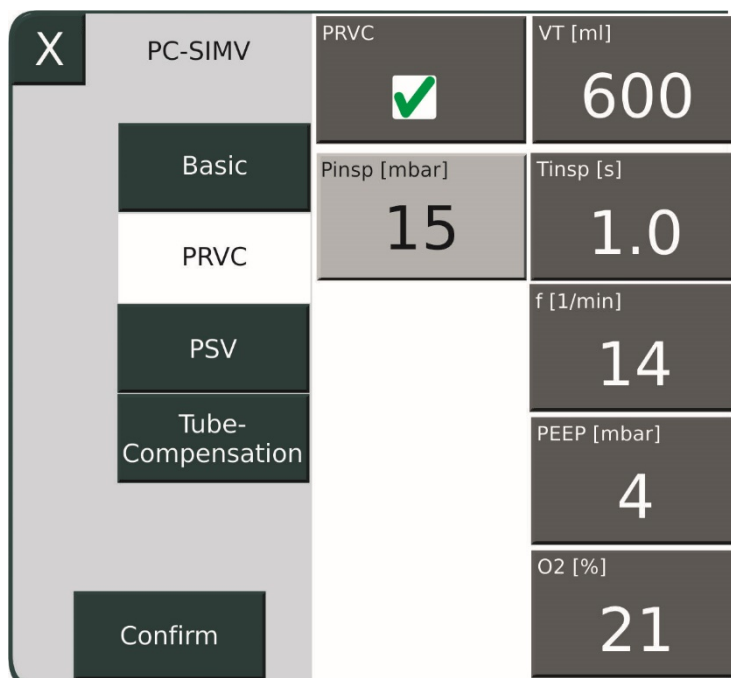 X
PC-SIMV
Basic
PRVC
PSV
Tube-
Compensation
Confirm
PRVC
VT [ml]
600
Pinsp [mbar]
15
Tinsp [s]
1.0
f [1/min]
14
PEEP [mbar]
4
O2 [%]
21